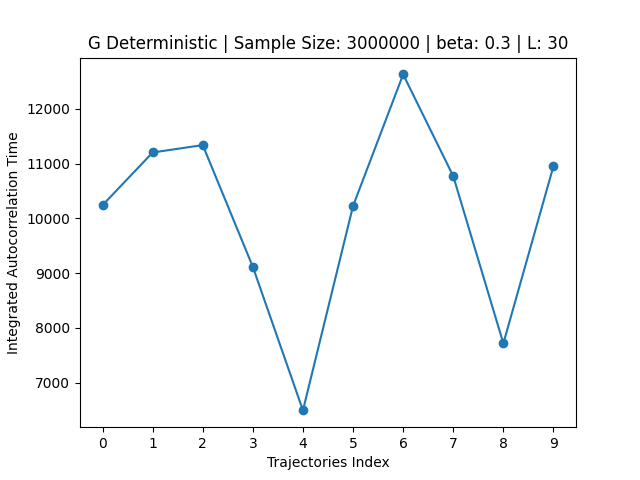 G Deterministic | Sample Size: 3000000 | beta: 0.3 | L: 30
Integrated Autocorrelation Time
12000
11000
10000
9000
8000
7000
0 1 2 3 4 5 6 7 8 9
Trajectories Index